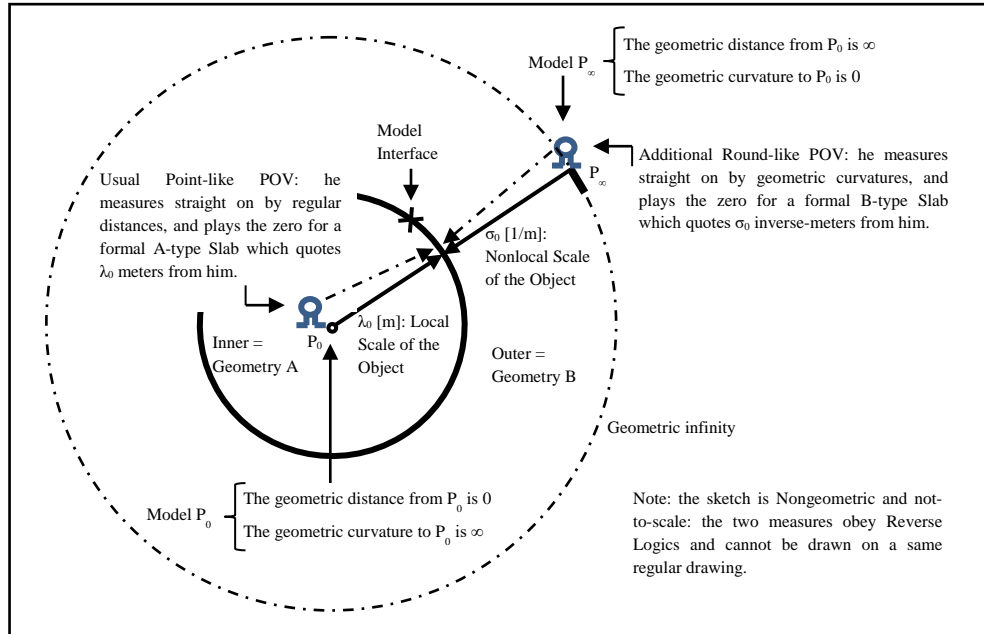 The geometric distance from P0 is ∞
Model P∞
The geometric curvature to P0 is 0
Model
Interface
Additional Round-like POV: he measures
straight on by geometric curvatures, and
plays the zero for a formal B-type Slab
which quotes σ0 inverse-meters from him.
P∞
Usual Point-like POV: he
measures straight on by regular
distances, and plays the zero for a
formal A-type Slab which quotes
λ0 meters from him.
σ0 [1/m]:
Nonlocal Scale
of the Object
λ0 [m]: Local
Scale of the
Object
P0
Inner =
Geometry A
Outer =
Geometry B
Geometric infinity
The geometric distance from P0 is 0
Model P0
The geometric curvature to P0 is ∞
Note: the sketch is Nongeometric and not-
to-scale: the two measures obey Reverse
Logics and cannot be drawn on a same
regular drawing.